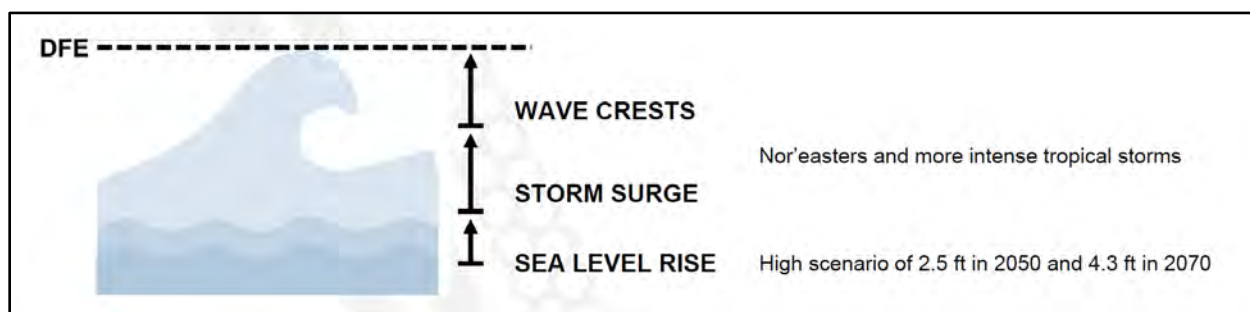 DFE
WAVE CRESTS
Nor'easters and more intense tropical storms
STORM SURGE
SEA LEVEL RISE High scenario of 2.5 ft in 2050 and 4.3 ft in 2070